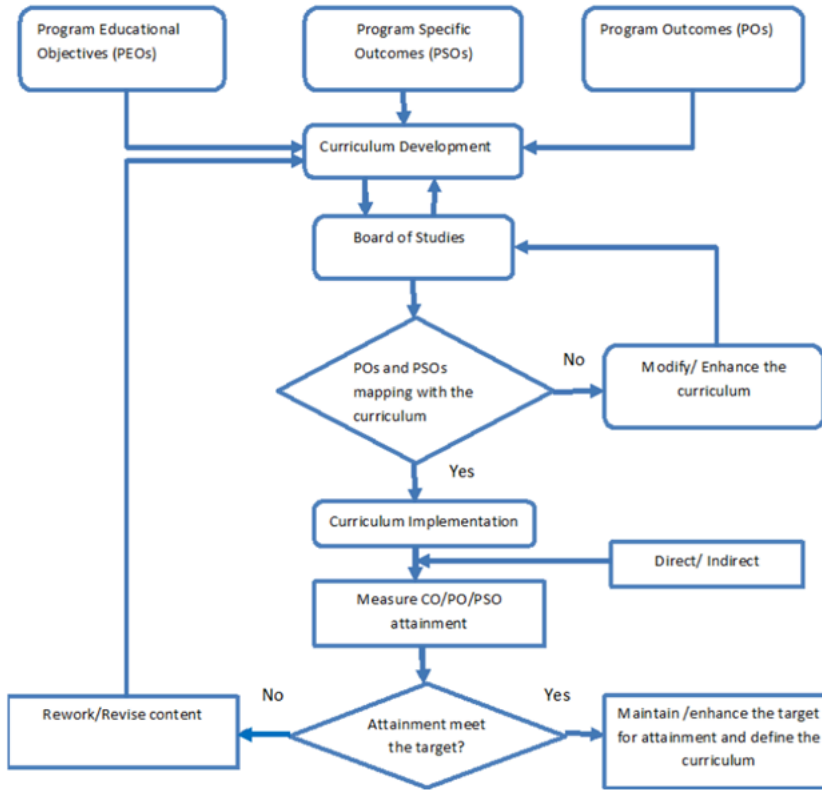 Program Educational
Objectives (PEOs)
Program Specific
Outcomes (PSOs)
Program Outcomes (POs)
Curriculum Development
Board of Studies
POs and PSOs
mapping with the
curriculum
No
Modify/ Enhance the
curriculum
Yes
Curriculum Implementation
Direct/ Indirect
Measure CO/PO/PSO
attainment
No
Yes
Rework/Revise content
Attainment meet
the target?
Maintain /enhance the target
for attainment and define the
curriculum